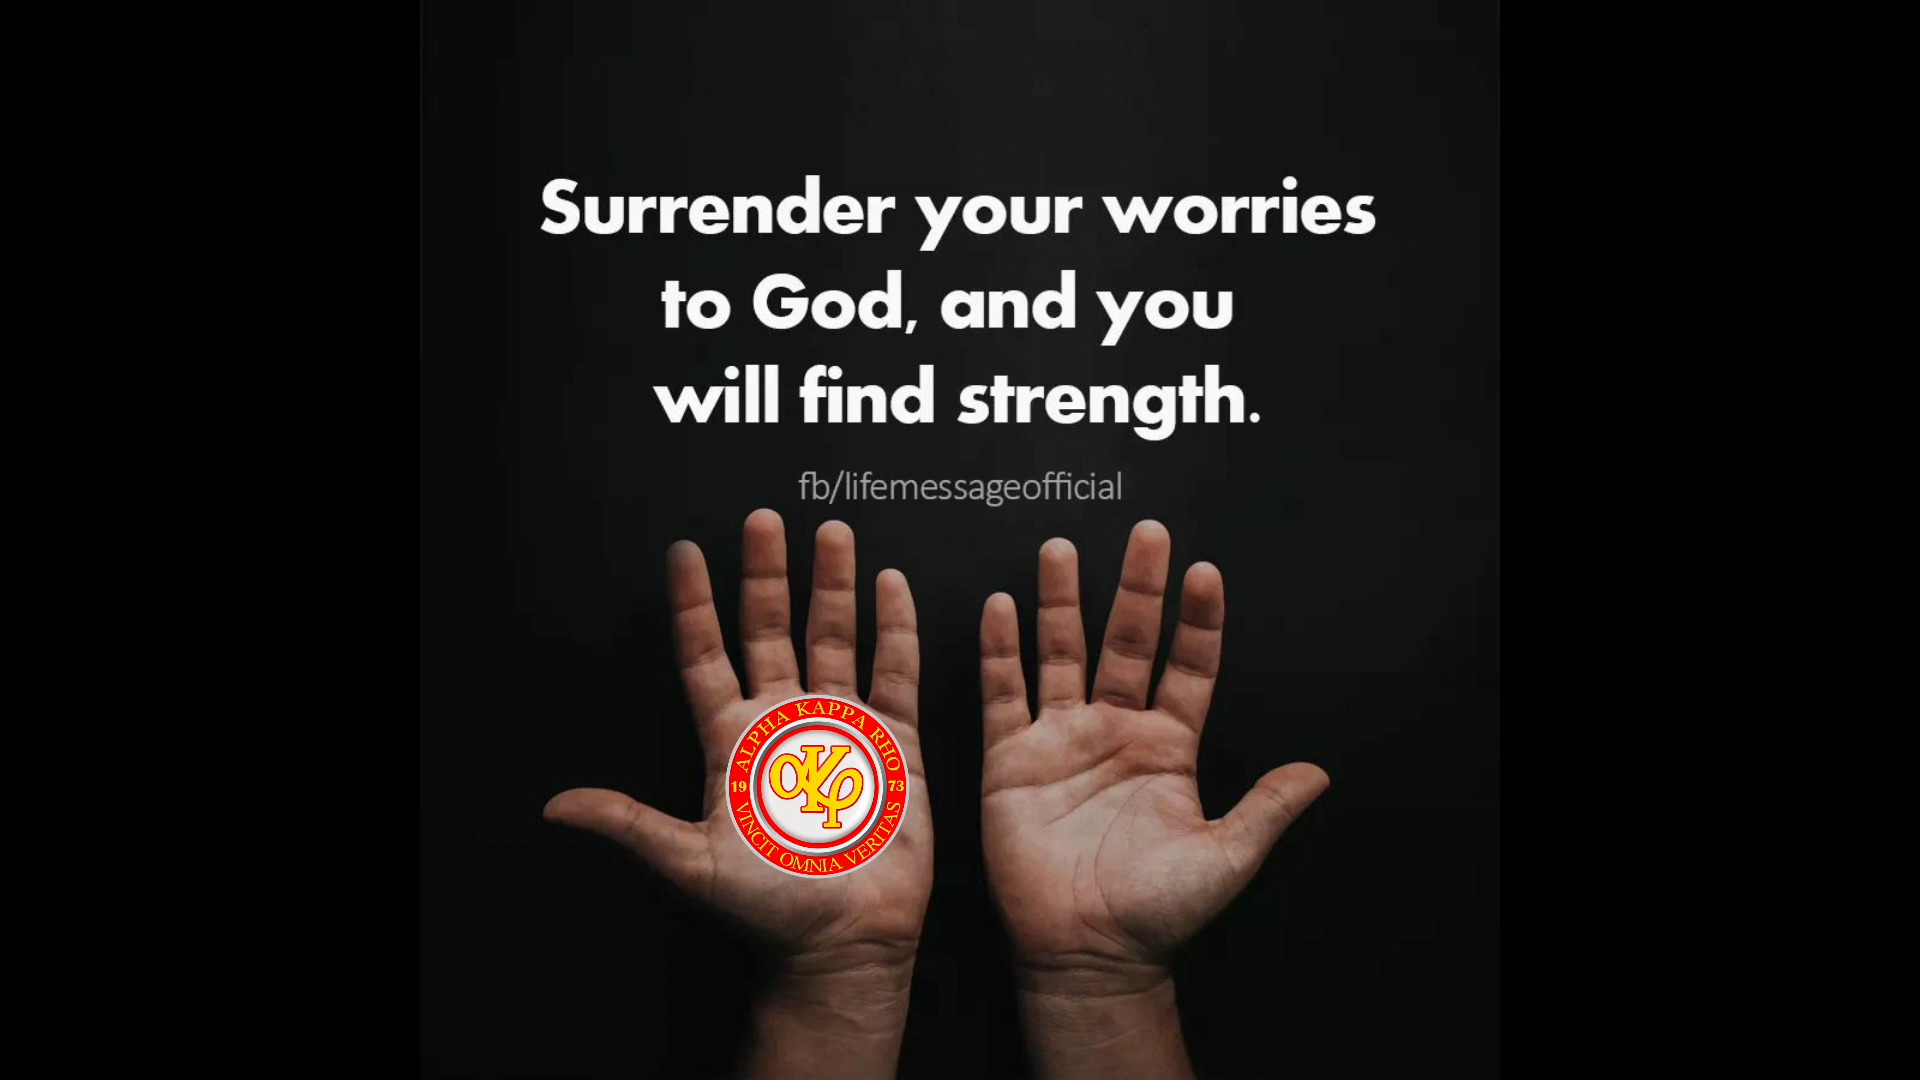 Surrender your worries
to God, and you
will find strength.
fb/lifemessageofficial
ALPHA KAPPA RHO
19 73
αKρ
VINCIT OMNIA VERITAS